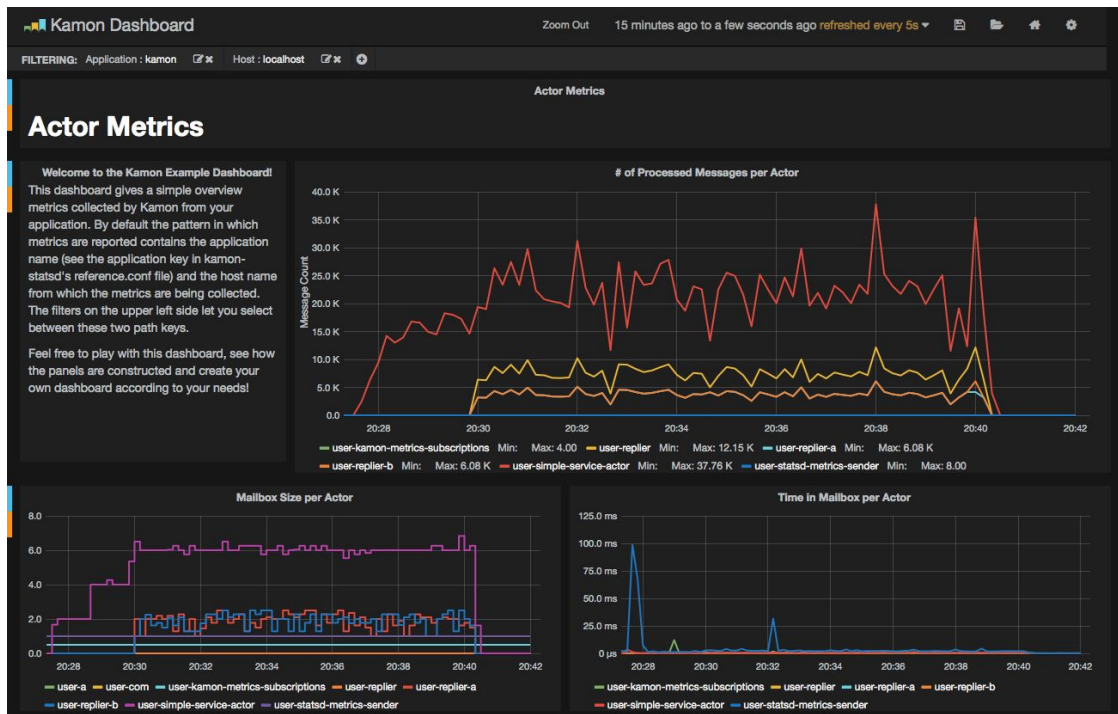 Kamon Dashboard
Zoom Out 15 minutes ago to a few seconds ago refreshed every 5s
FILTERING: Application : kamon Host : localhost
Actor Metrics
Actor Metrics
Welcome to the Kamon Example Dashboard!
This dashboard gives a simple overview
metrics collected by Kamon from your
application. By default the pattern in which
metrics are reported contains the application
name (see the application key in kamon-
statsd's reference.conf file) and the host name
from which the metrics are being collected.
The filters on the upper left side let you select
between these two path keys.
Feel free to play with this dashboard, see how
the panels are constructed and create your
own dashboard according to your needs!
# of Processed Messages per Actor
Message Count
40.0 K
35.0 K
30.0 K
25.0 K
20.0 K
15.0 K
10.0 K
5.0 K
0.0
20:28 20:30 20:32 20:34 20:36 20:38 20:40 20:42
user-kamon-metrics-subscriptions Min: Max: 4.00 user-replier Min: Max: 12.15 K user-replier-a Min: Max: 6.08 K
user-replier-b Min: Max: 6.08 K user-simple-service-actor Min: Max: 37.76 K user-statsd-metrics-sender Min: Max: 8.00
Mailbox Size per Actor
8.0
6.0
4.0
2.0
0.0
20:28 20:30 20:32 20:34 20:36 20:38 20:40 20:42
user-a user-com user-kamon-metrics-subscriptions user-replier user-replier-a
user-replier-b user-simple-service-actor user-statsd-metrics-sender
Time in Mailbox per Actor
125.0 ms
100.0 ms
75.0 ms
50.0 ms
25.0 ms
0 µs
20:28 20:30 20:32 20:34 20:36 20:38 20:40 20:42
user-kamon-metrics-subscriptions user-replier user-replier-a user-replier-b
user-simple-service-actor user-statsd-metrics-sender